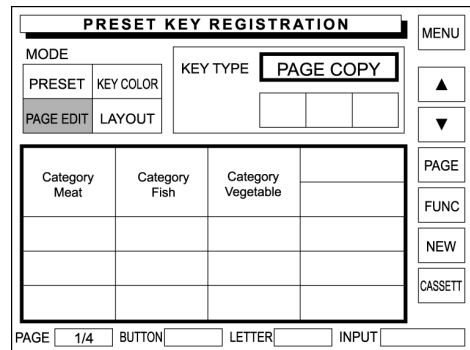 PRESET KEY REGISTRATION
MENU
MODE
PRESET KEY COLOR
PAGE EDIT LAYOUT
KEY TYPE PAGE COPY
▲
▼
Category Meat
Category Fish
Category Vegetable
PAGE
FUNC
NEW
CASSETT
PAGE 1/4 BUTTON LETTER INPUT